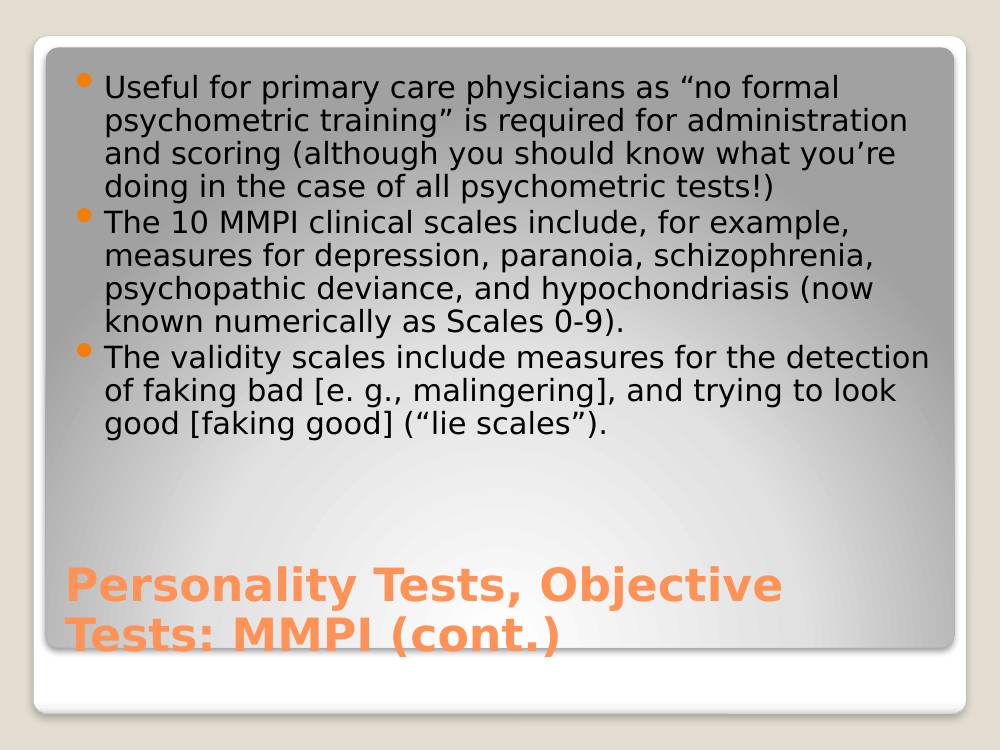 Useful for primary care physicians as “no formal
psychometric training” is required for administration
and scoring (although you should know what you’re
doing in the case of all psychometric tests!)
The 10 MMPI clinical scales include, for example,
measures for depression, paranoia, schizophrenia,
psychopathic deviance, and hypochondriasis (now
known numerically as Scales 0-9).
The validity scales include measures for the detection
of faking bad [e. g., malingering], and trying to look
good [faking good] (“lie scales”).
Personality Tests, Objective
Tests: MMPI (cont.)